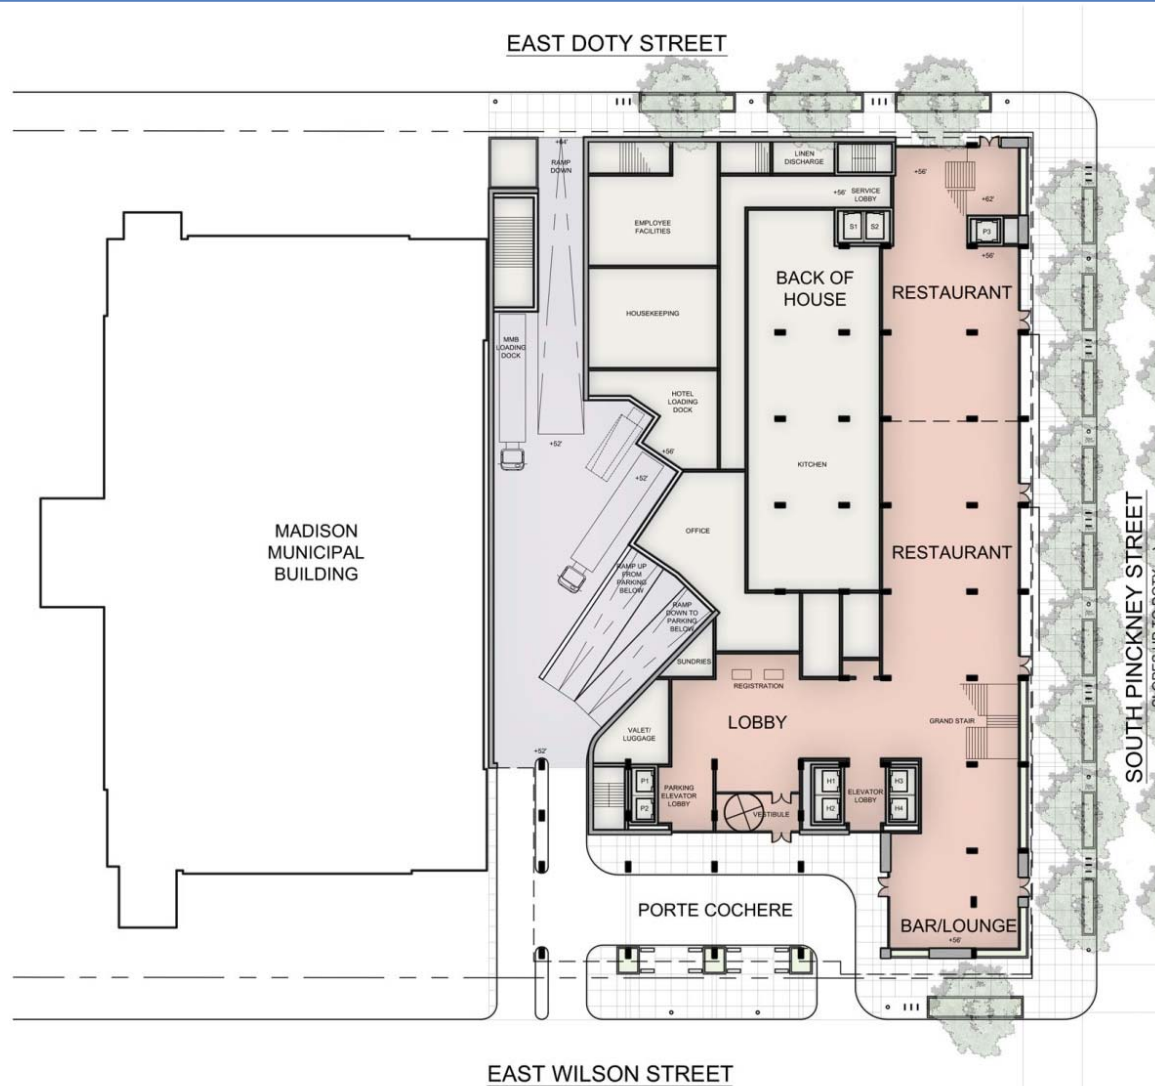 EAST DOTY STREET
+64'
RAMP
DOWN
LINEN
DISCHARGE
+56'
SERVICE
LOBBY
+56'
+62'
EMPLOYEE
FACILITIES
S1
S2
P3
+56'
BACK OF
HOUSE
RESTAURANT
HOUSEKEEPING
MMB
LOADING
DOCK
HOTEL
LOADING
DOCK
+52'
+56'
+52'
KITCHEN
OFFICE
MADISON
MUNICIPAL
BUILDING
RESTAURANT
RAMP UP
FROM
PARKING
BELOW
RAMP
DOWN TO
PARKING
BELOW
SOUTH PINCKNEY STREET
SUNDRIES
REGISTRATION
LOBBY
GRAND STAIR
VALET/
LUGGAGE
+52'
P1
P2
PARKING
ELEVATOR
LOBBY
VESTIBULE
H1
H2
ELEVATOR
LOBBY
H3
H4
PORTE COCHERE
BAR/LOUNGE
+56'
EAST WILSON STREET